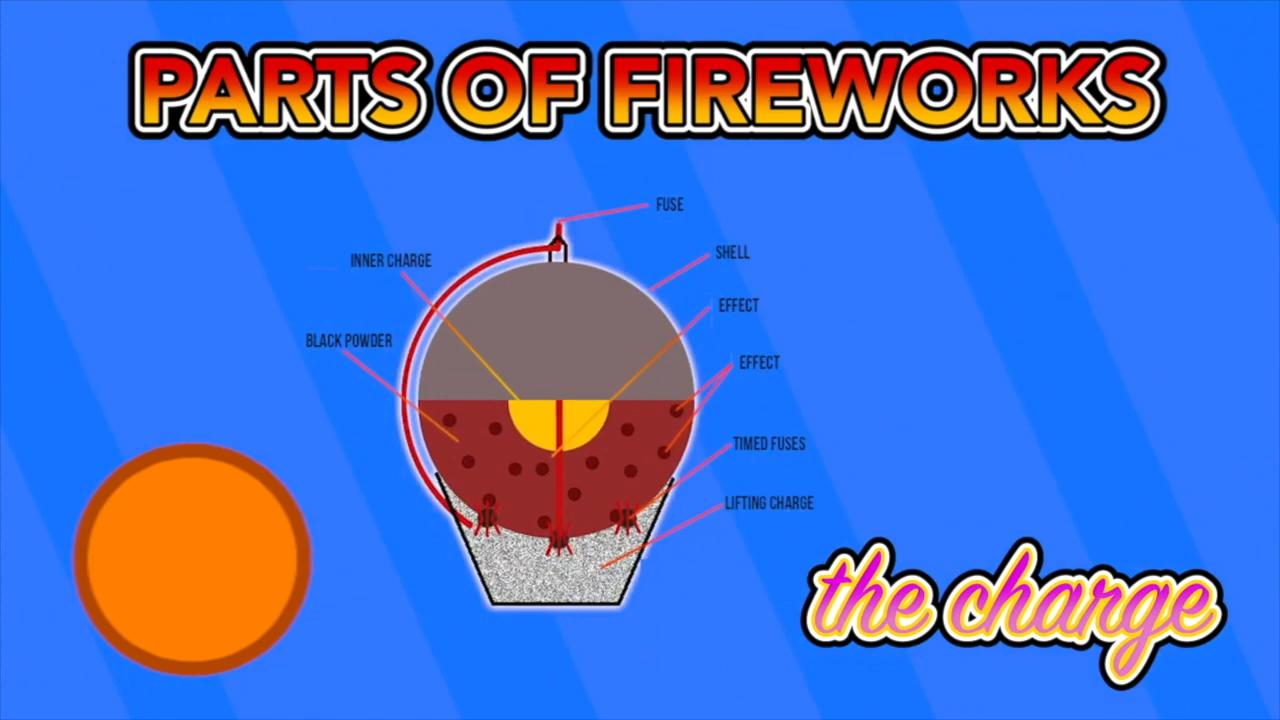 PARTS OF FIREWORKS
FUSE
SHELL
INNER CHARGE
EFFECT
BLACK POWDER
EFFECT
TIMED FUSES
LIFTING CHARGE
the charge